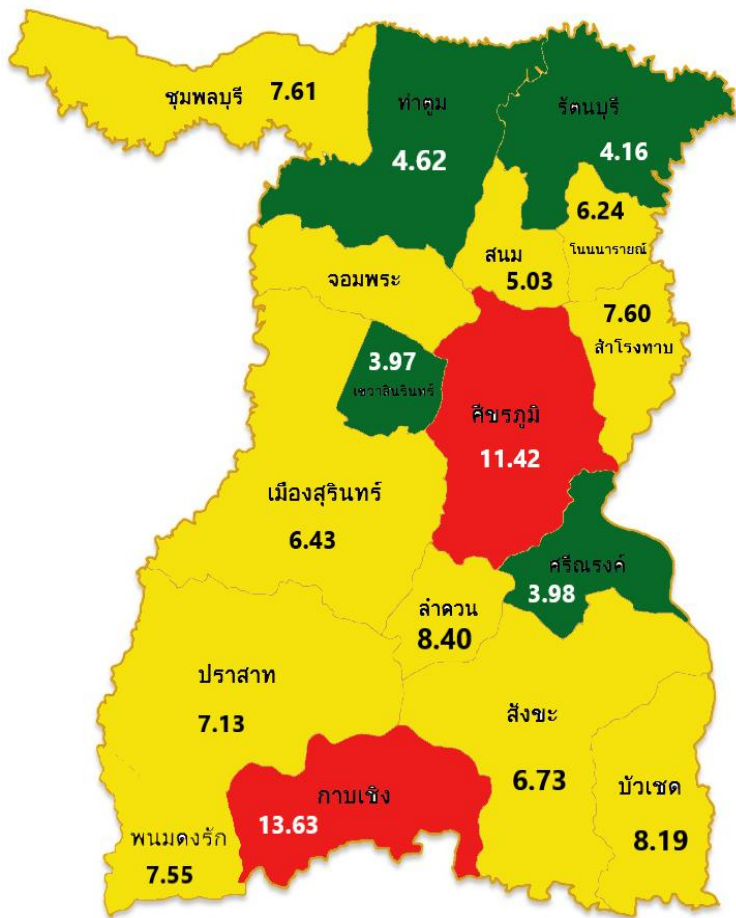 ชุมพลบุรี 7.61
ท่าตูม
4.62
รัตนบุรี
4.16
6.24
โนนนารายณ์
สนม
5.03
จอมพระ
7.60
สำโรงทาบ
3.97
เขวาสินรินทร์
ศีขรภูมิ
11.42
เมืองสุรินทร์
6.43
ศรีณรงค์
3.98
ลำดวน
8.40
ปราสาท
7.13
สังขะ
6.73
บัวเชด
8.19
กาบเชิง
13.63
พนมดงรัก
7.55